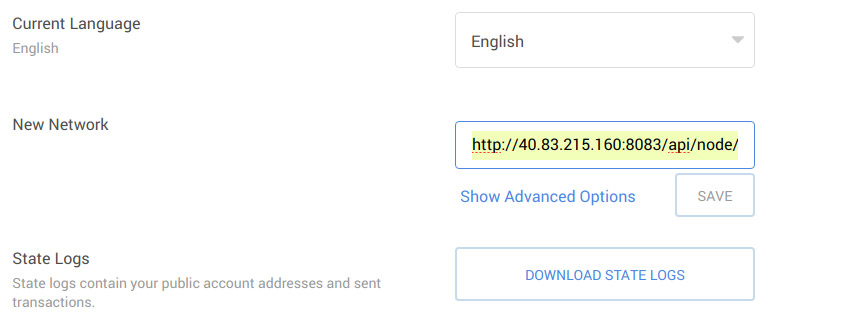 Current Language
English
English
New Network
http://40.83.215.160:8083/api/node/
Show Advanced Options
SAVE
State Logs
State logs contain your public account addresses and sent
transactions.
DOWNLOAD STATE LOGS